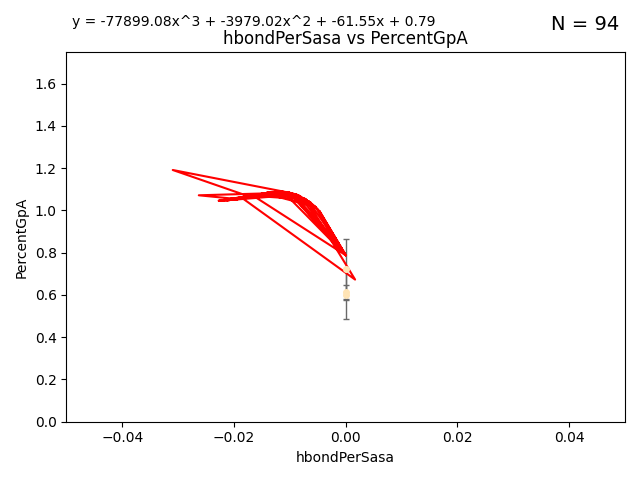 y = -77899.08x^3 + -3979.02x^2 + -61.55x + 0.79
N = 94
hbondPerSasa vs PercentGpA
PercentGpA
1.6
1.4
1.2
1.0
0.8
0.6
0.4
0.2
0.0
−0.04
−0.02
0.00
0.02
0.04
hbondPerSasa